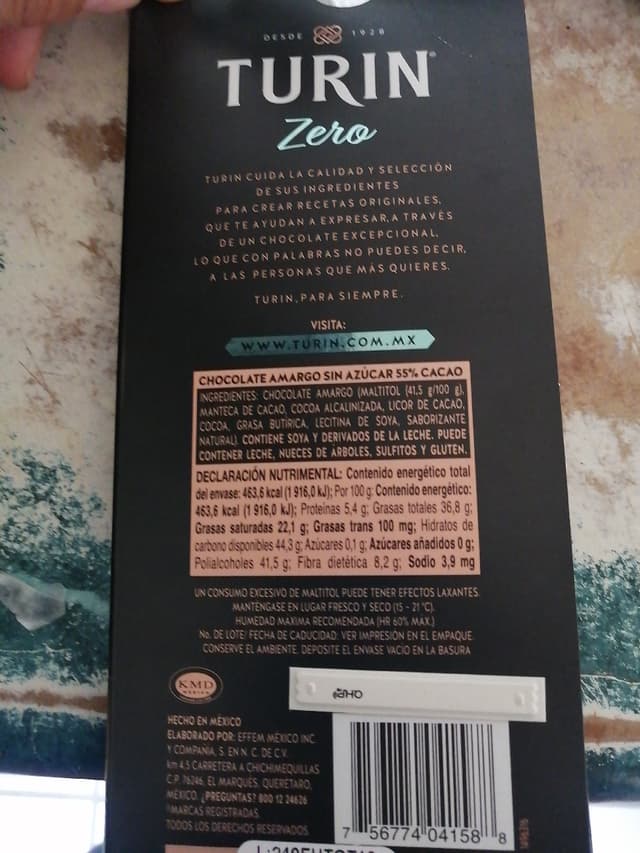 DESDE 1928
TURIN®
Zero
TURIN CUIDA LA CALIDAD Y SELECCIÓN
DE SUS INGREDIENTES
PARA CREAR RECETAS ORIGINALES,
QUE TE AYUDAN A EXPRESAR, A TRAVÉS
DE UN CHOCOLATE EXCEPCIONAL,
LO QUE CON PALABRAS NO PUEDES DECIR,
A LAS PERSONAS QUE MÁS QUIERES.
TURIN, PARA SIEMPRE.
VISITA:
WWW.TURIN.COM.MX
CHOCOLATE AMARGO SIN AZÚCAR 55% CACAO
INGREDIENTES: CHOCOLATE AMARGO (MALTITOL (41,5 g/100 g),
MANTECA DE CACAO, COCOA ALCALINIZADA, LICOR DE CACAO,
COCOA, GRASA BUTÍRICA, LECITINA DE SOYA, SABORIZANTE
NATURAL). CONTIENE SOYA Y DERIVADOS DE LA LECHE. PUEDE
CONTENER LECHE, NUECES DE ÁRBOLES, SULFITOS Y GLUTEN.
DECLARACIÓN NUTRIMENTAL: Contenido energético total
del envase: 463,6 kcal (1 916,0 kJ); Por 100 g: Contenido energético:
463,6 kcal (1 916,0 kJ); Proteínas 5,4 g; Grasas totales 36,8 g;
Grasas saturadas 22,1 g; Grasas trans 100 mg; Hidratos de
carbono disponibles 44,3 g; Azúcares 0,1 g; Azúcares añadidos 0 g;
Polialcoholes 41,5 g; Fibra dietética 8,2 g; Sodio 3,9 mg
UN CONSUMO EXCESIVO DE MALTITOL PUEDE TENER EFECTOS LAXANTES.
MANTÉNGASE EN LUGAR FRESCO Y SECO (15 - 21 °C).
HUMEDAD MAXIMA RECOMENDADA (HR 60% MAX.)
No. DE LOTE/ FECHA DE CADUCIDAD: VER IMPRESIÓN EN EL EMPAQUE.
CONSERVE EL AMBIENTE. DEPOSITE EL ENVASE VACÍO EN LA BASURA
KMD
MÉXICO
HECHO EN MÉXICO
ELABORADO POR: EFFEM MÉXICO INC.
Y COMPAÑÍA, S. EN N. C. DE C.V.
km 4.5 CARRETERA A CHICHIMEQUILLAS
C.P. 76246, EL MARQUÉS, QUERÉTARO,
MÉXICO. ¿PREGUNTAS? 800 12 24626
®MARCAS REGISTRADAS.
TODOS LOS DERECHOS RESERVADOS.
7 56774 04158 8